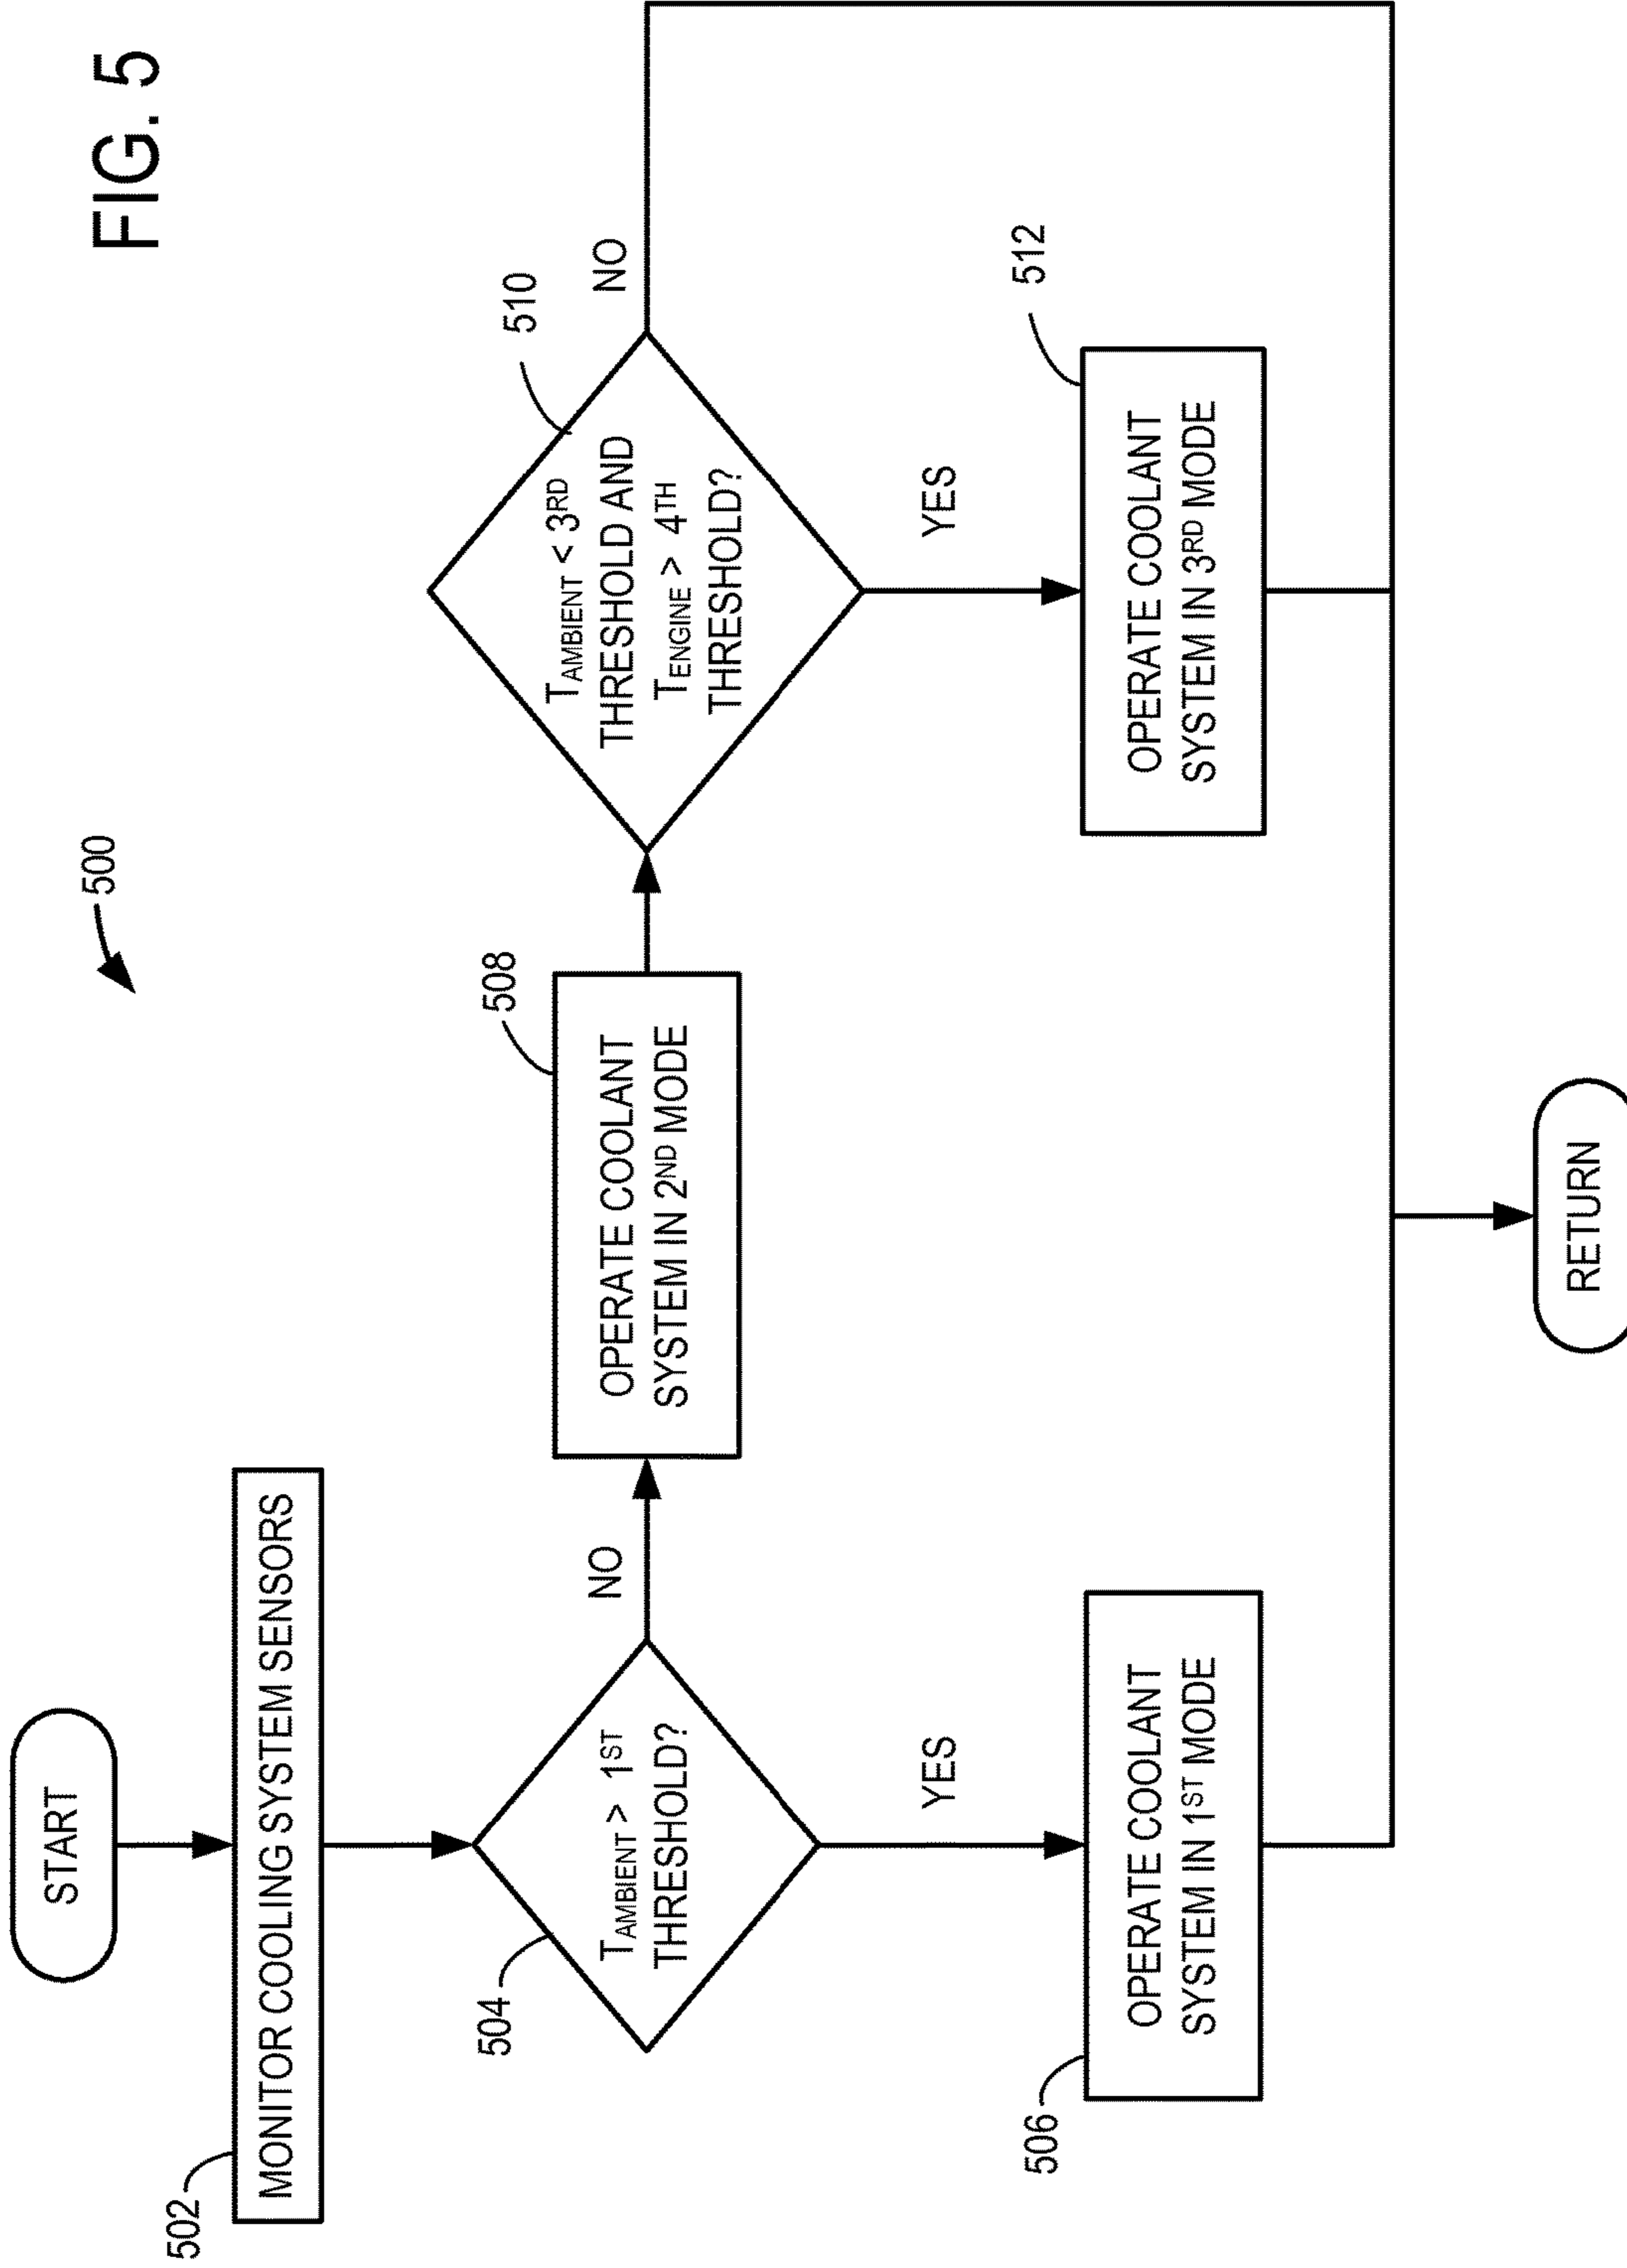 FIG. 5
500
START
502
MONITOR COOLING SYSTEM SENSORS
504
TAMBIENT > 1ST
THRESHOLD?
NO
YES
506
OPERATE COOLANT
SYSTEM IN 1ST MODE
508
OPERATE COOLANT
SYSTEM IN 2ND MODE
510
TAMBIENT < 3RD
THRESHOLD AND
TENGINE > 4TH
THRESHOLD?
NO
YES
512
OPERATE COOLANT
SYSTEM IN 3RD MODE
RETURN